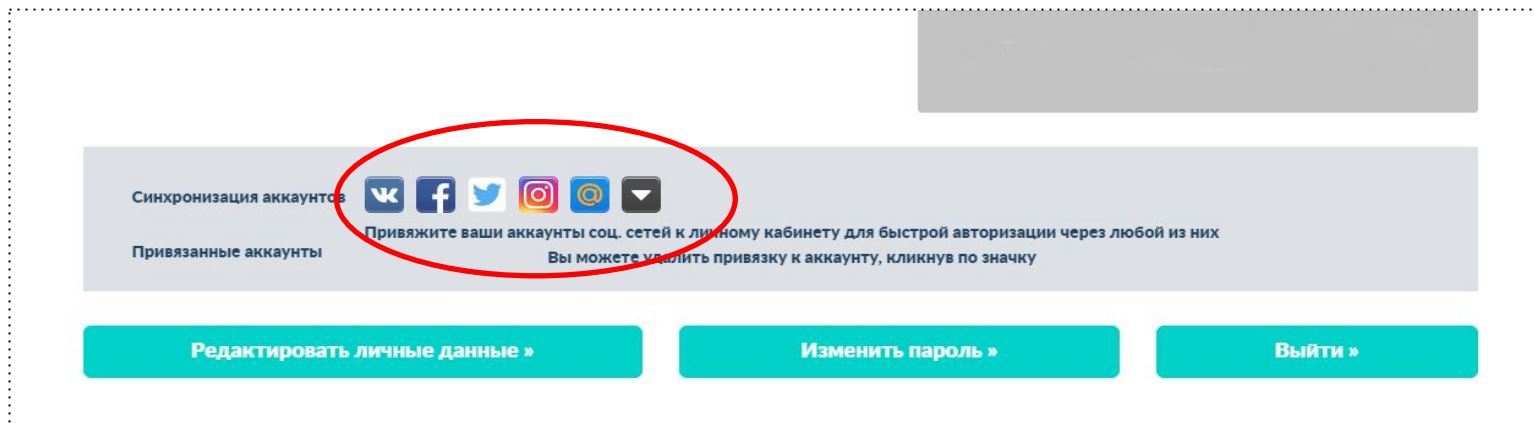 Синхронизация аккаунтов
Привяжите ваши аккаунты соц. сетей к личному кабинету для быстрой авторизации через любой из них
Привязанные аккаунты
Вы можете удалить привязку к аккаунту, кликнув по значку
Редактировать личные данные »
Изменить пароль »
Выйти »